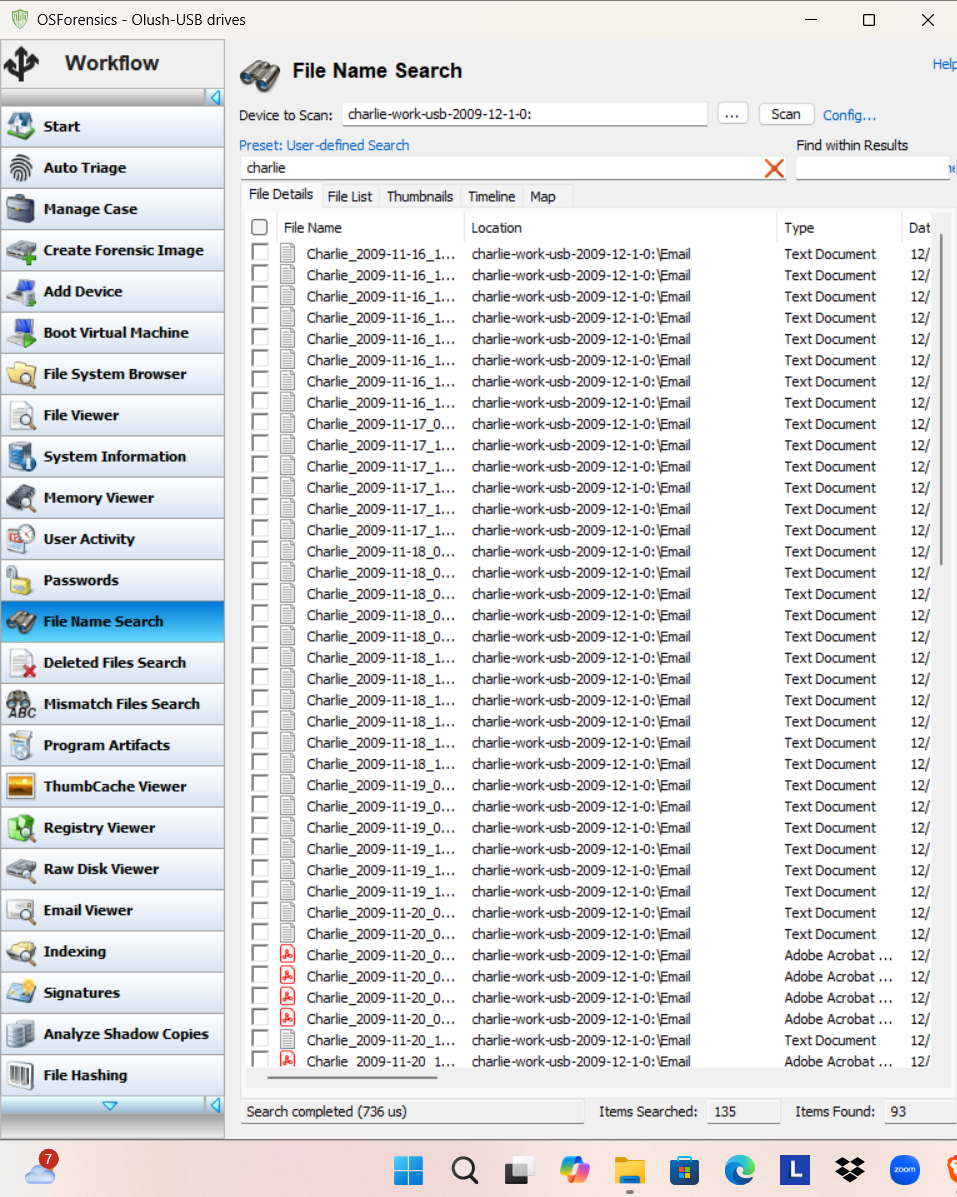 OSForensics - Olush-USB drives
Workflow
Start
Auto Triage
Manage Case
Create Forensic Image
Add Device
Boot Virtual Machine
File System Browser
File Viewer
System Information
Memory Viewer
User Activity
Passwords
File Name Search
Deleted Files Search
Mismatch Files Search
Program Artifacts
ThumbCache Viewer
Registry Viewer
Raw Disk Viewer
Email Viewer
Indexing
Signatures
Analyze Shadow Copies
File Hashing
File Name Search
Help
Device to Scan: charlie-work-usb-2009-12-1-0: ... Scan Config...
Preset: User-defined Search
Find within Results
charlie
File Details File List Thumbnails Timeline Map
File Name Location Type Dat
Charlie_2009-11-16_1... charlie-work-usb-2009-12-1-0:\Email Text Document 12/
Charlie_2009-11-16_1... charlie-work-usb-2009-12-1-0:\Email Text Document 12/
Charlie_2009-11-16_1... charlie-work-usb-2009-12-1-0:\Email Text Document 12/
Charlie_2009-11-16_1... charlie-work-usb-2009-12-1-0:\Email Text Document 12/
Charlie_2009-11-16_1... charlie-work-usb-2009-12-1-0:\Email Text Document 12/
Charlie_2009-11-16_1... charlie-work-usb-2009-12-1-0:\Email Text Document 12/
Charlie_2009-11-16_1... charlie-work-usb-2009-12-1-0:\Email Text Document 12/
Charlie_2009-11-16_1... charlie-work-usb-2009-12-1-0:\Email Text Document 12/
Charlie_2009-11-17_0... charlie-work-usb-2009-12-1-0:\Email Text Document 12/
Charlie_2009-11-17_1... charlie-work-usb-2009-12-1-0:\Email Text Document 12/
Charlie_2009-11-17_1... charlie-work-usb-2009-12-1-0:\Email Text Document 12/
Charlie_2009-11-17_1... charlie-work-usb-2009-12-1-0:\Email Text Document 12/
Charlie_2009-11-17_1... charlie-work-usb-2009-12-1-0:\Email Text Document 12/
Charlie_2009-11-17_1... charlie-work-usb-2009-12-1-0:\Email Text Document 12/
Charlie_2009-11-18_0... charlie-work-usb-2009-12-1-0:\Email Text Document 12/
Charlie_2009-11-18_0... charlie-work-usb-2009-12-1-0:\Email Text Document 12/
Charlie_2009-11-18_0... charlie-work-usb-2009-12-1-0:\Email Text Document 12/
Charlie_2009-11-18_0... charlie-work-usb-2009-12-1-0:\Email Text Document 12/
Charlie_2009-11-18_0... charlie-work-usb-2009-12-1-0:\Email Text Document 12/
Charlie_2009-11-18_1... charlie-work-usb-2009-12-1-0:\Email Text Document 12/
Charlie_2009-11-18_1... charlie-work-usb-2009-12-1-0:\Email Text Document 12/
Charlie_2009-11-18_1... charlie-work-usb-2009-12-1-0:\Email Text Document 12/
Charlie_2009-11-18_1... charlie-work-usb-2009-12-1-0:\Email Text Document 12/
Charlie_2009-11-18_1... charlie-work-usb-2009-12-1-0:\Email Text Document 12/
Charlie_2009-11-18_1... charlie-work-usb-2009-12-1-0:\Email Text Document 12/
Charlie_2009-11-19_0... charlie-work-usb-2009-12-1-0:\Email Text Document 12/
Charlie_2009-11-19_0... charlie-work-usb-2009-12-1-0:\Email Text Document 12/
Charlie_2009-11-19_0... charlie-work-usb-2009-12-1-0:\Email Text Document 12/
Charlie_2009-11-19_1... charlie-work-usb-2009-12-1-0:\Email Text Document 12/
Charlie_2009-11-19_1... charlie-work-usb-2009-12-1-0:\Email Text Document 12/
Charlie_2009-11-19_1... charlie-work-usb-2009-12-1-0:\Email Text Document 12/
Charlie_2009-11-20_0... charlie-work-usb-2009-12-1-0:\Email Text Document 12/
Charlie_2009-11-20_0... charlie-work-usb-2009-12-1-0:\Email Text Document 12/
Charlie_2009-11-20_0... charlie-work-usb-2009-12-1-0:\Email Adobe Acrobat ... 12/
Charlie_2009-11-20_0... charlie-work-usb-2009-12-1-0:\Email Adobe Acrobat ... 12/
Charlie_2009-11-20_0... charlie-work-usb-2009-12-1-0:\Email Adobe Acrobat ... 12/
Charlie_2009-11-20_0... charlie-work-usb-2009-12-1-0:\Email Adobe Acrobat ... 12/
Charlie_2009-11-20_1... charlie-work-usb-2009-12-1-0:\Email Text Document 12/
Charlie_2009-11-20_1... charlie-work-usb-2009-12-1-0:\Email Adobe Acrobat ... 12/
Search completed (736 us) Items Searched: 135 Items Found: 93
7
L
zoom